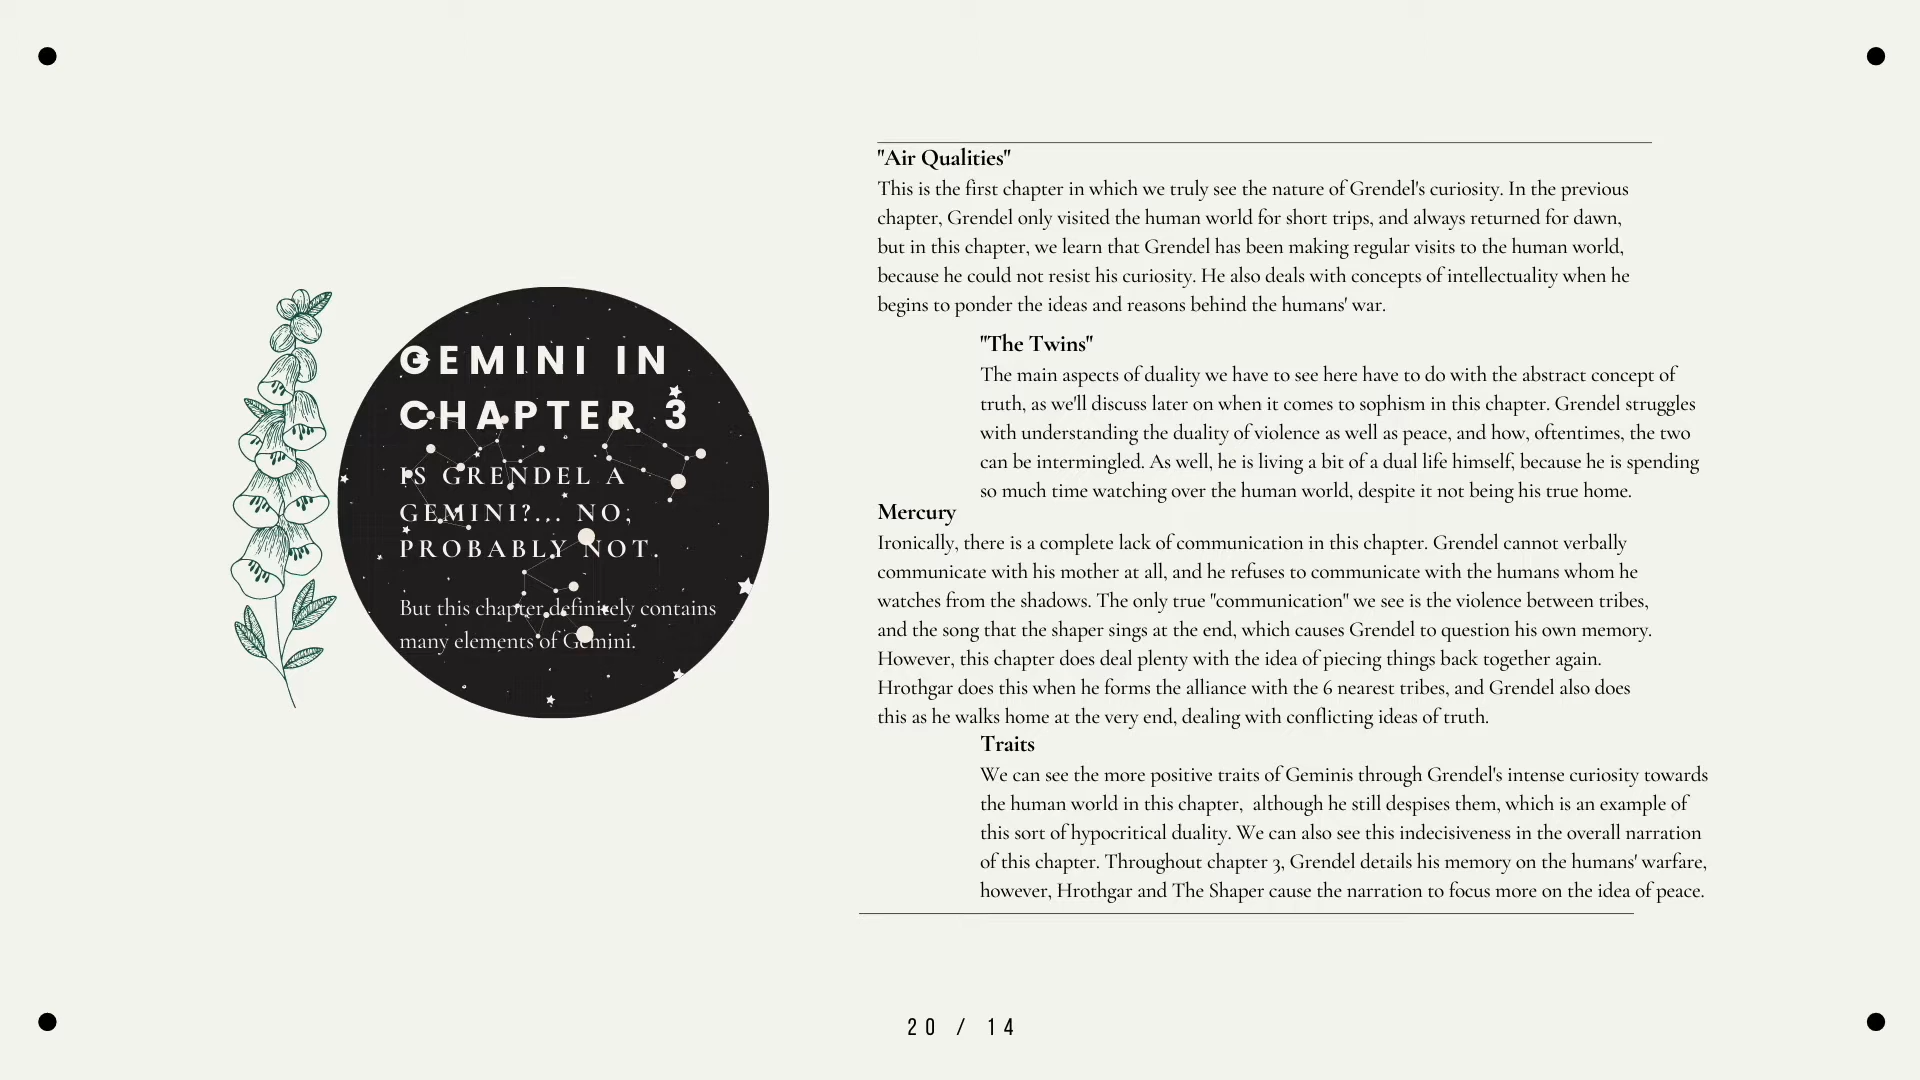 GEMINI IN
CHAPTER 3
IS GRENDEL A
GEMINI?... NO,
PROBABLY NOT.
But this chapter definitely contains
many elements of Gemini.
"Air Qualities"
This is the first chapter in which we truly see the nature of Grendel's curiosity. In the previous
chapter, Grendel only visited the human world for short trips, and always returned for dawn,
but in this chapter, we learn that Grendel has been making regular visits to the human world,
because he could not resist his curiosity. He also deals with concepts of intellectuality when he
begins to ponder the ideas and reasons behind the humans' war.
"The Twins"
The main aspects of duality we have to see here have to do with the abstract concept of
truth, as we'll discuss later on when it comes to sophism in this chapter. Grendel struggles
with understanding the duality of violence as well as peace, and how, oftentimes, the two
can be intermingled. As well, he is living a bit of a dual life himself, because he is spending
so much time watching over the human world, despite it not being his true home.
Mercury
Ironically, there is a complete lack of communication in this chapter. Grendel cannot verbally
communicate with his mother at all, and he refuses to communicate with the humans whom he
watches from the shadows. The only true "communication" we see is the violence between tribes,
and the song that the shaper sings at the end, which causes Grendel to question his own memory.
However, this chapter does deal plenty with the idea of piecing things back together again.
Hrothgar does this when he forms the alliance with the 6 nearest tribes, and Grendel also does
this as he walks home at the very end, dealing with conflicting ideas of truth.
Traits
We can see the more positive traits of Geminis through Grendel's intense curiosity towards
the human world in this chapter,  although he still despises them, which is an example of
this sort of hypocritical duality. We can also see this indecisiveness in the overall narration
of this chapter. Throughout chapter 3, Grendel details his memory on the humans' warfare,
however, Hrothgar and The Shaper cause the narration to focus more on the idea of peace.
20 / 14